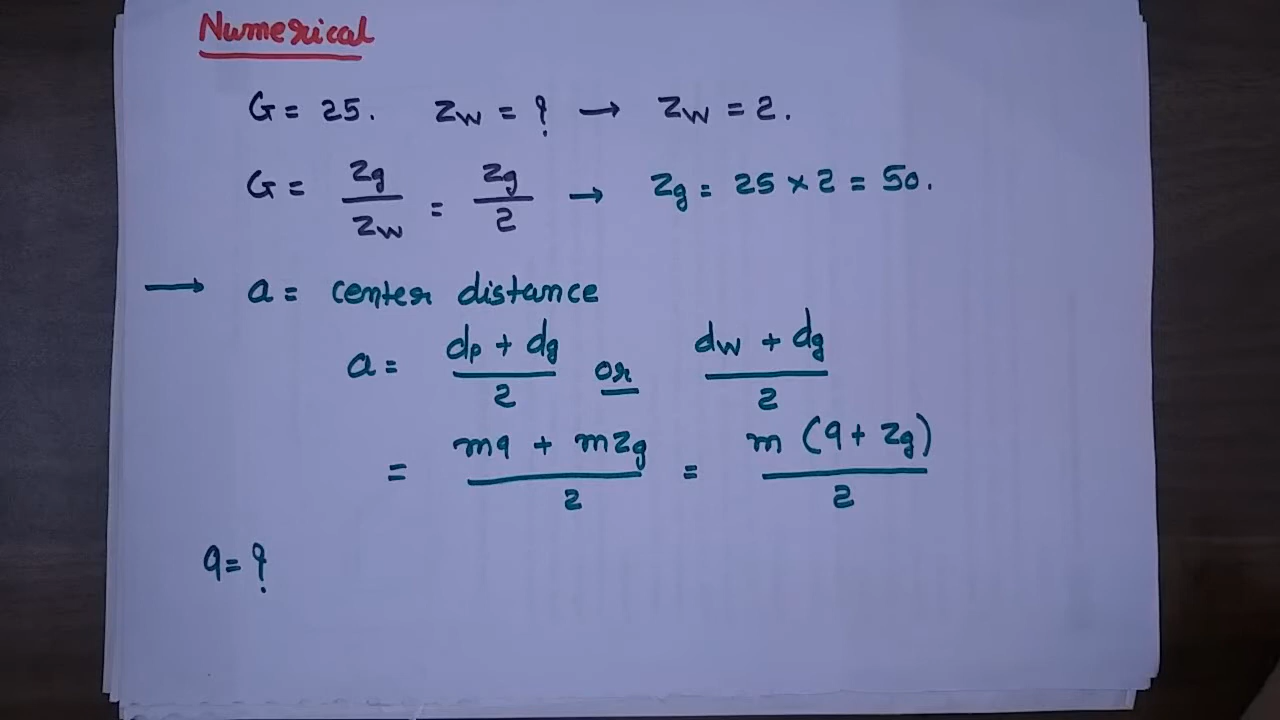 Numerical
G = 25. Zw = ? → Zw = 2.
G = Zg/Zw = Zg/2 → Zg = 25 × 2 = 50.
→ a = center distance
a = (dp + dg)/2 or (dw + dg)/2
= (mq + mZg)/2 = m (q + Zg)/2
q = ?